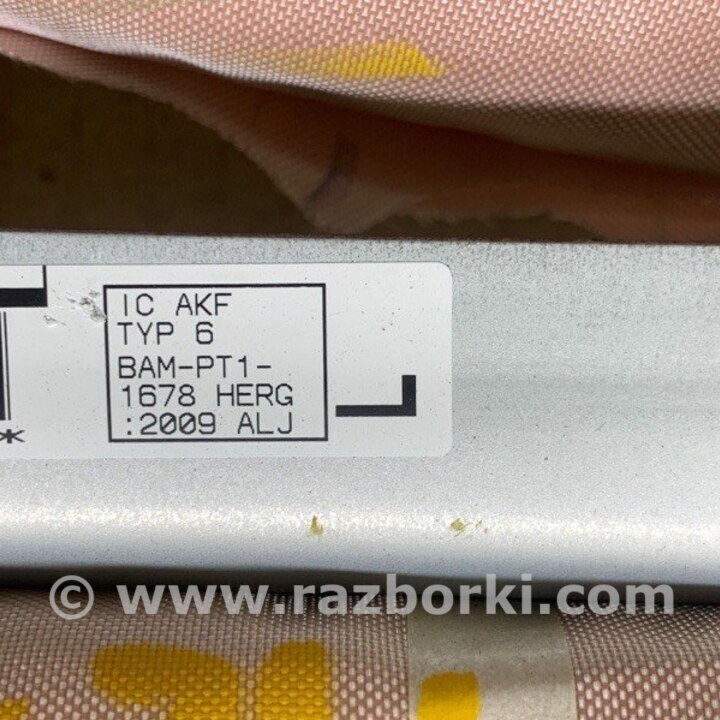 IC AKF
TYP 6
BAM-PT1-
1678 HERG
:2009 ALJ
© www.razborki.com